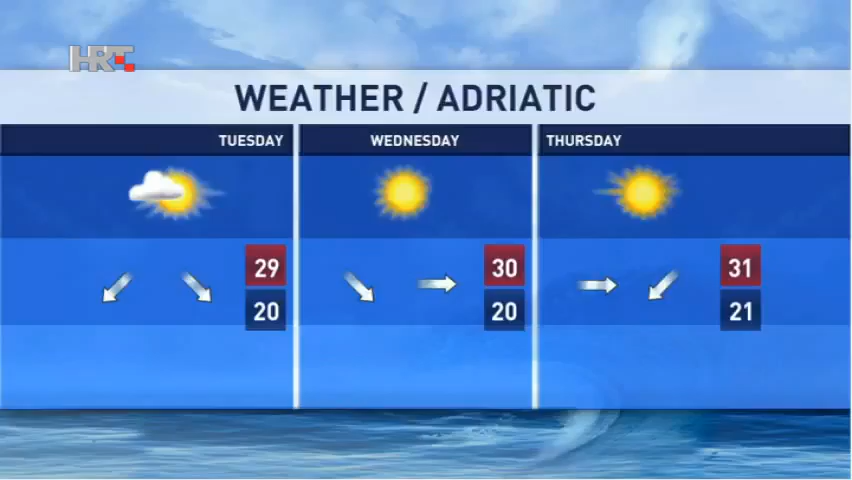 HRT
WEATHER / ADRIATIC
TUESDAY
WEDNESDAY
THURSDAY
29
20
30
20
31
21